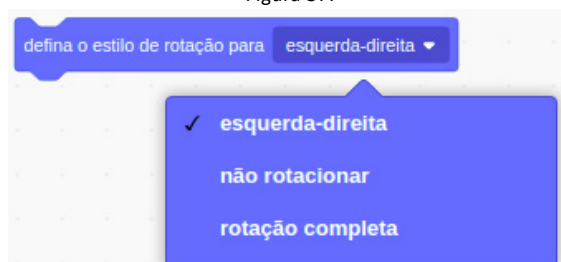 defina o estilo de rotação para esquerda-direita
✓ esquerda-direita
não rotacionar
rotação completa